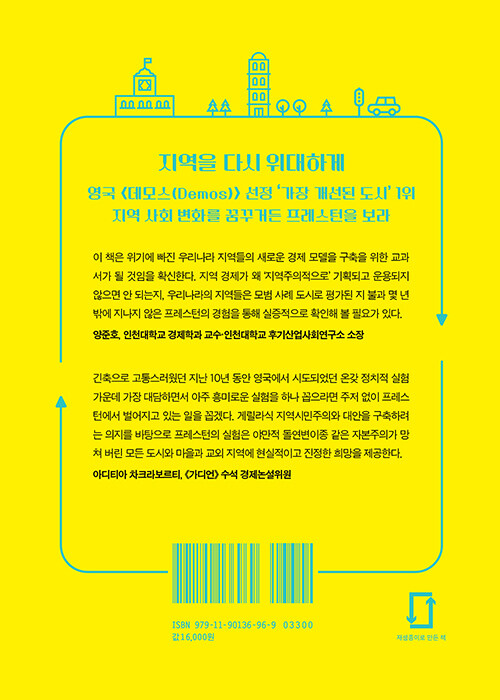 지역을 다시 위대하게
영국 《데모스(Demos)》 선정 ‘가장 개선된 도시’ 1위
지역 사회 변화를 꿈꾸거든 프레스턴을 보라
이 책은 위기에 빠진 우리나라 지역들의 새로운 경제 모델을 구축을 위한 교과
서가 될 것임을 확신한다. 지역 경제가 왜 ‘지역주의적으로’ 기획되고 운용되지
않으면 안 되는지, 우리나라의 지역들은 모범 사례 도시로 평가된 지 불과 몇 년
밖에 지나지 않은 프레스턴의 경험을 통해 실증적으로 확인해 볼 필요가 있다.
양준호, 인천대학교 경제학과 교수·인천대학교 후기산업사회연구소 소장
긴축으로 고통스러웠던 지난 10년 동안 영국에서 시도되었던 온갖 정치적 실험
가운데 가장 대담하면서 아주 흥미로운 실험을 하나 꼽으라면 주저 없이 프레스
턴에서 벌어지고 있는 일을 꼽겠다. 게릴라식 지역시민주의와 대안을 구축하려
는 의지를 바탕으로 프레스턴의 실험은 야만적 돌연변이종 같은 자본주의가 망
쳐 버린 모든 도시와 마을과 교외 지역에 현실적이고 진정한 희망을 제공한다.
아디티아 차크라보르티, 《가디언》 수석 경제논설위원
ISBN 979-11-90136-96-9 03300
값 16,000원
재생종이로 만든 책